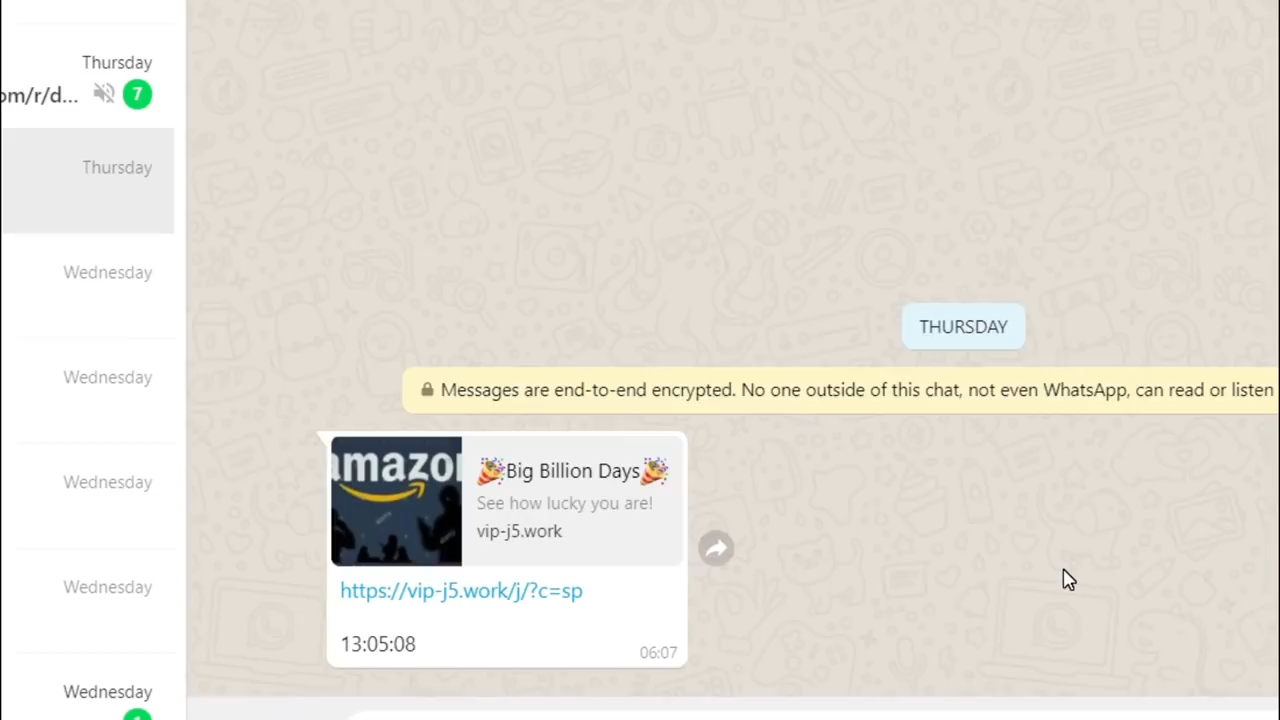 Thursday
om/r/d... 7
Thursday
Wednesday
Wednesday
Wednesday
Wednesday
Wednesday
THURSDAY
Messages are end-to-end encrypted. No one outside of this chat, not even WhatsApp, can read or listen
amazon
🎉Big Billion Days🎉
See how lucky you are!
vip-j5.work
https://vip-j5.work/j/?c=sp
13:05:08
06:07